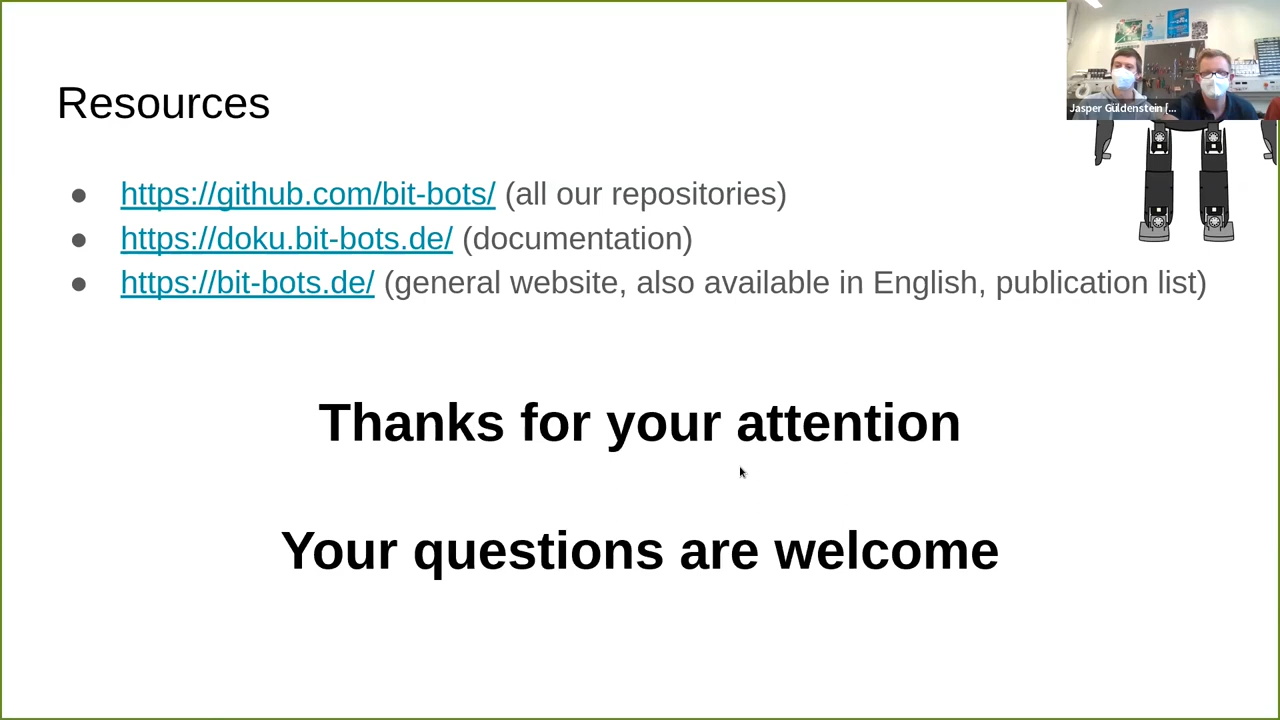 Jasper Güldenstein [...
Resources
● https://github.com/bit-bots/ (all our repositories)
● https://doku.bit-bots.de/ (documentation)
● https://bit-bots.de/ (general website, also available in English, publication list)
Thanks for your attention
Your questions are welcome